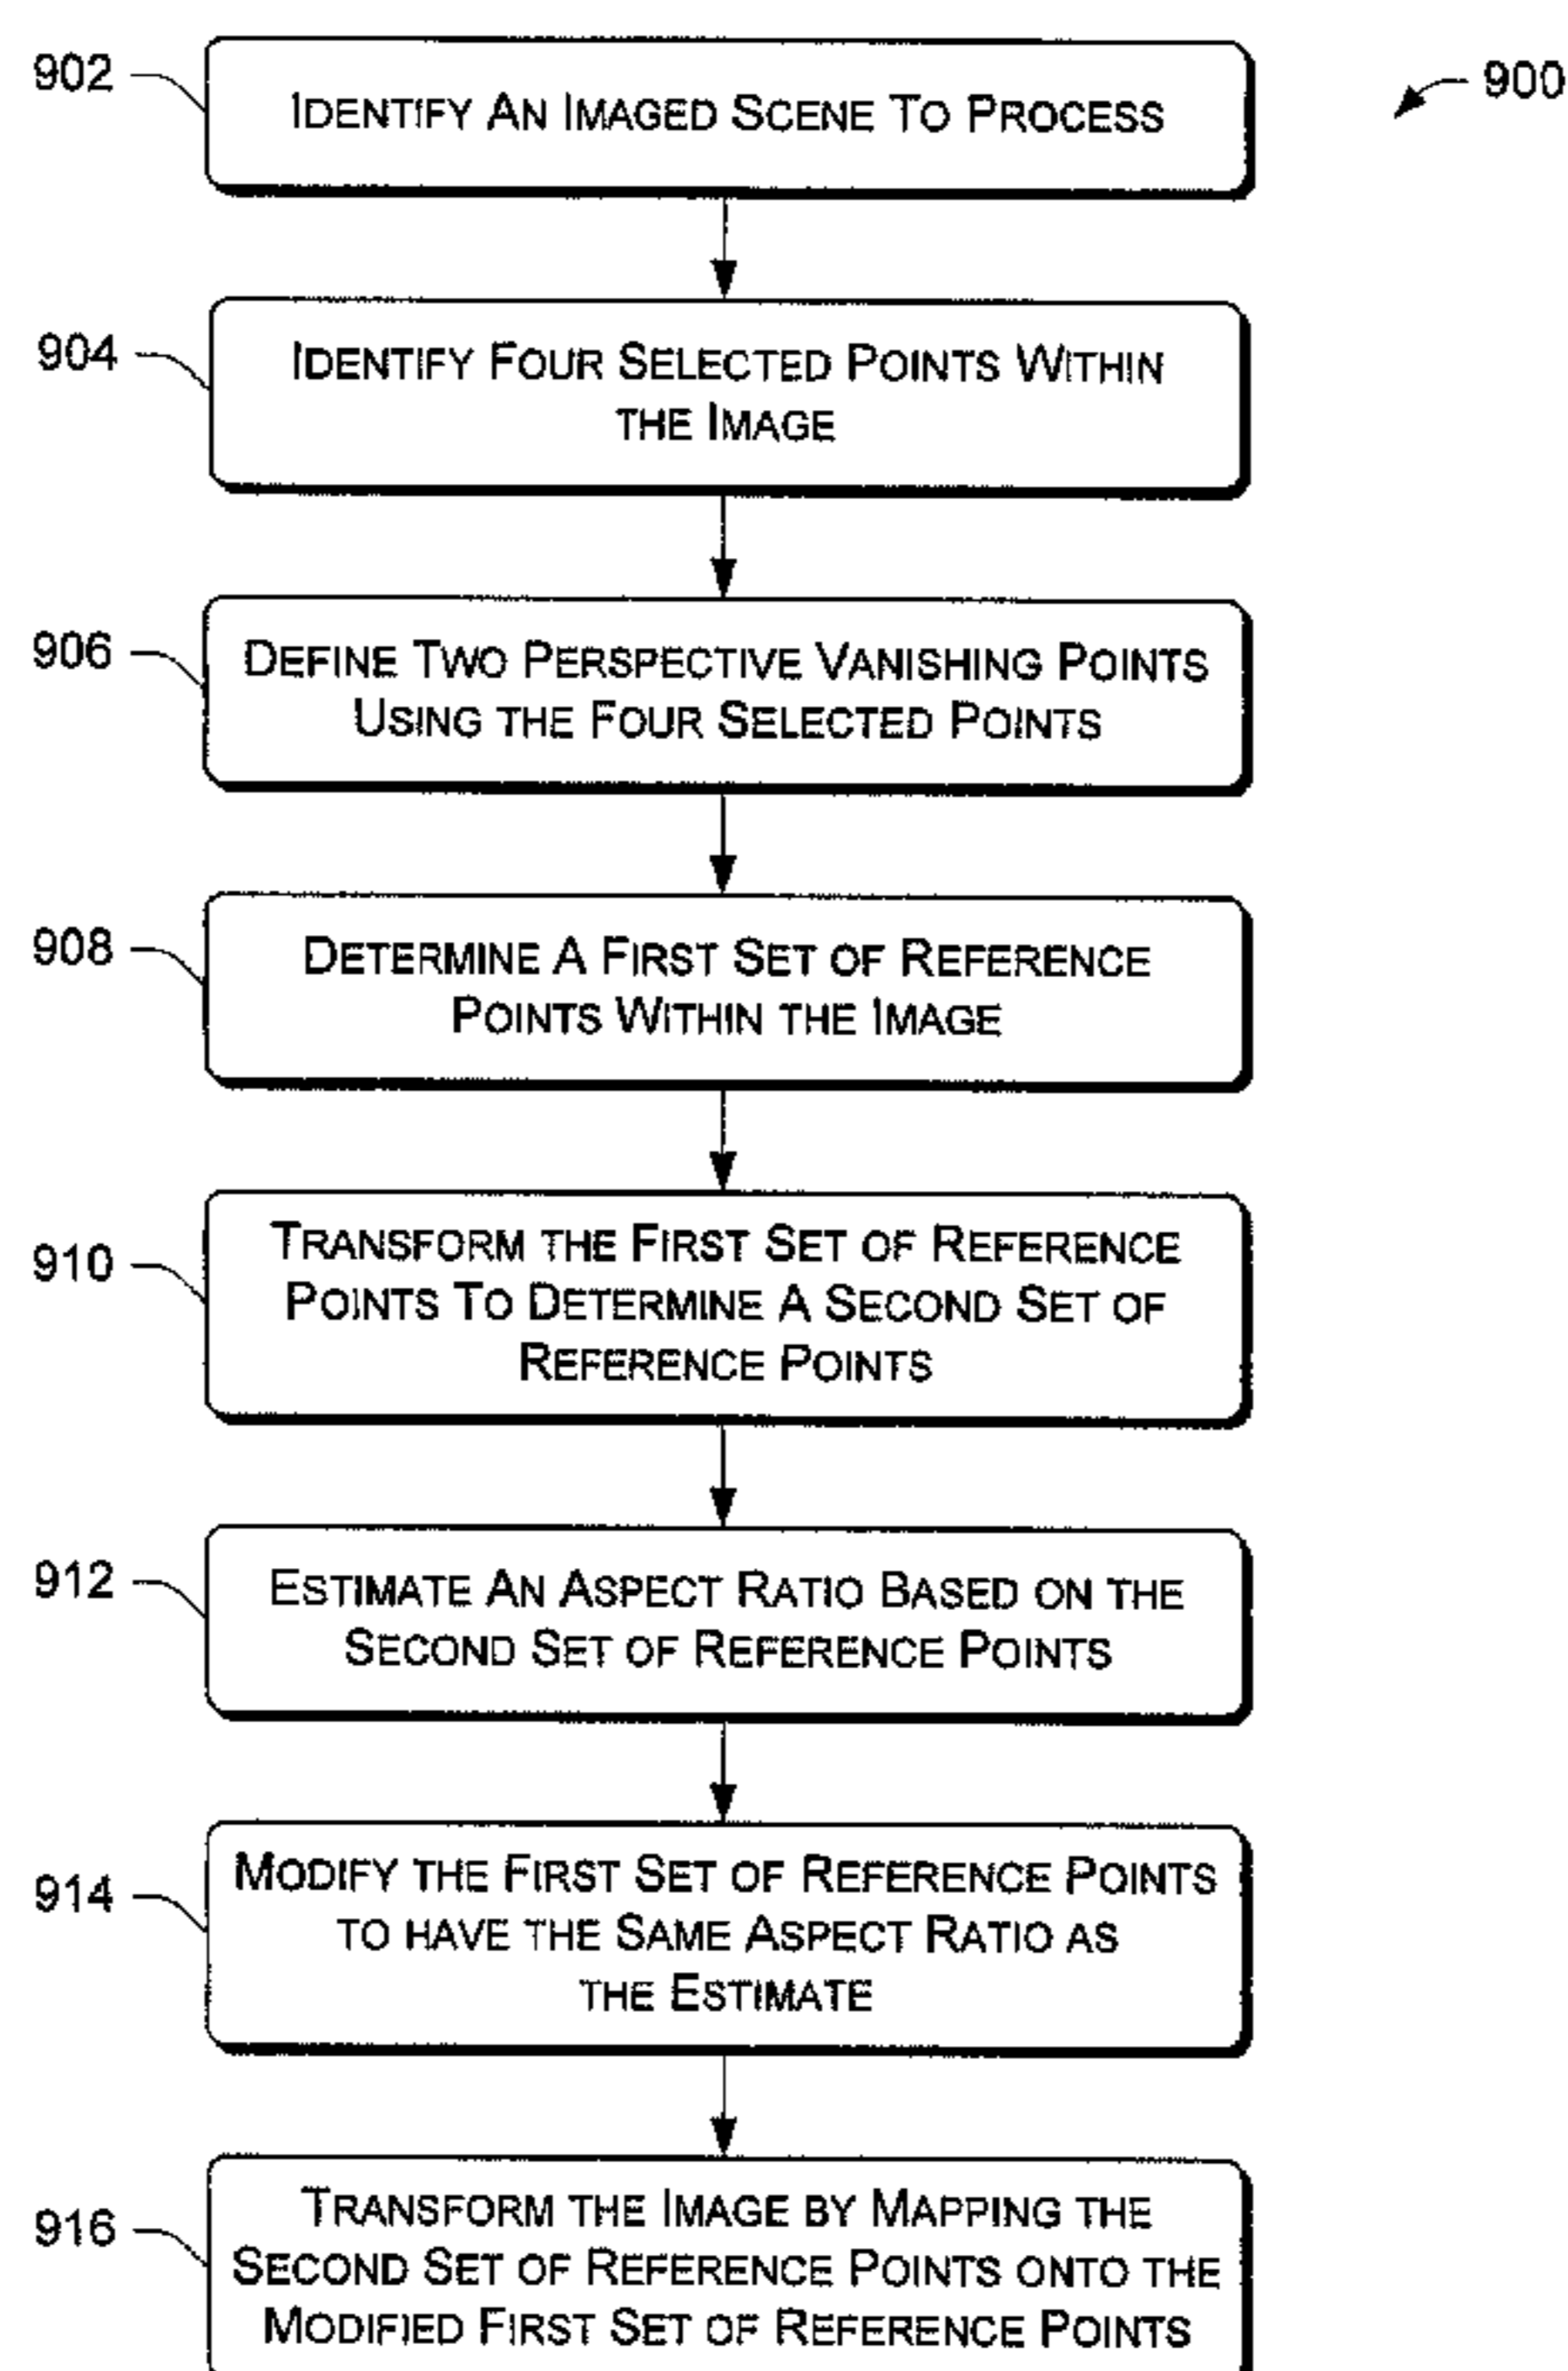 902
IDENTIFY AN IMAGED SCENE TO PROCESS
900
904
IDENTIFY FOUR SELECTED POINTS WITHIN
THE IMAGE
906
DEFINE TWO PERSPECTIVE VANISHING POINTS
USING THE FOUR SELECTED POINTS
908
DETERMINE A FIRST SET OF REFERENCE
POINTS WITHIN THE IMAGE
910
TRANSFORM THE FIRST SET OF REFERENCE
POINTS TO DETERMINE A SECOND SET OF
REFERENCE POINTS
912
ESTIMATE AN ASPECT RATIO BASED ON THE
SECOND SET OF REFERENCE POINTS
914
MODIFY THE FIRST SET OF REFERENCE POINTS
TO HAVE THE SAME ASPECT RATIO AS
THE ESTIMATE
916
TRANSFORM THE IMAGE BY MAPPING THE
SECOND SET OF REFERENCE POINTS ONTO THE
MODIFIED FIRST SET OF REFERENCE POINTS